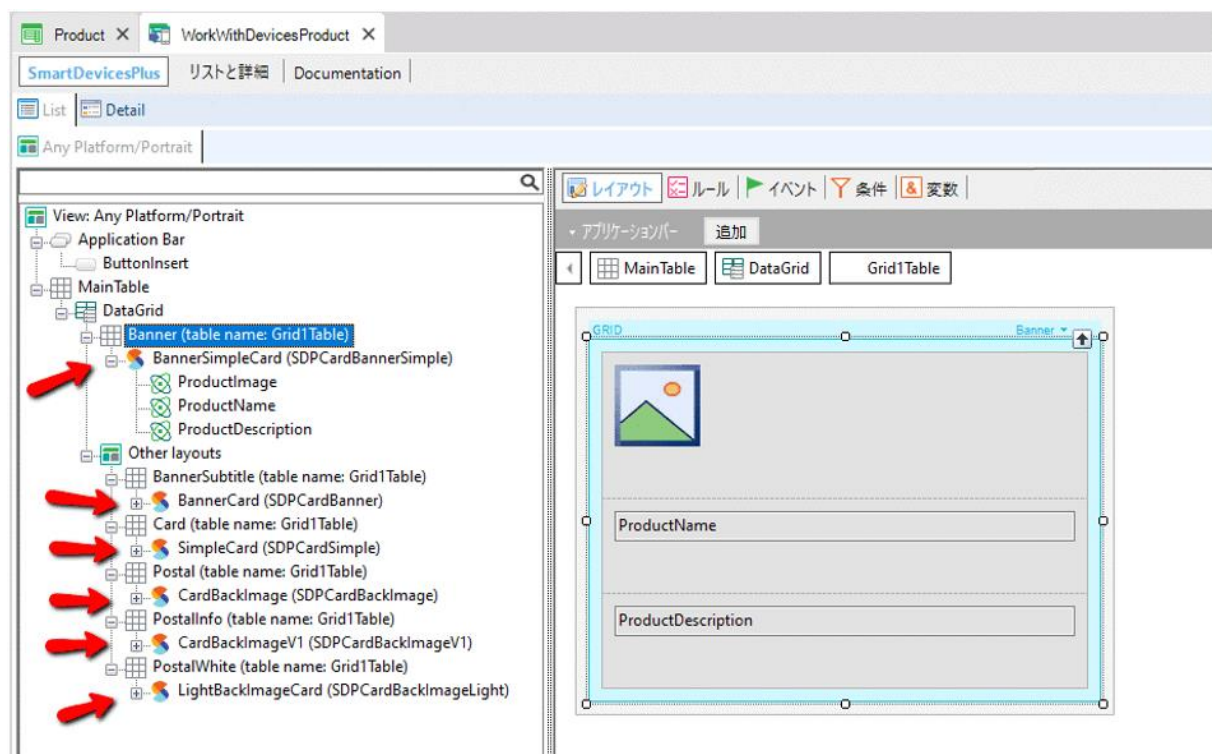 Product WorkWithDevicesProduct
SmartDevicesPlus リストと詳細 Documentation
List Detail
Any Platform/Portrait
View: Any Platform/Portrait
Application Bar
ButtonInsert
MainTable
DataGrid
Banner (table name: Grid1Table)
BannerSimpleCard (SDPCardBannerSimple)
ProductImage
ProductName
ProductDescription
Other layouts
BannerSubtitle (table name: Grid1Table)
BannerCard (SDPCardBanner)
Card (table name: Grid1Table)
SimpleCard (SDPCardSimple)
Postal (table name: Grid1Table)
CardBackImage (SDPCardBackImage)
PostalInfo (table name: Grid1Table)
CardBackImageV1 (SDPCardBackImageV1)
PostalWhite (table name: Grid1Table)
LightBackImageCard (SDPCardBackImageLight)
レイアウト ルール イベント 条件 & 変数
アプリケーションバー 追加
MainTable DataGrid Grid1Table
GRID Banner
ProductName
ProductDescription